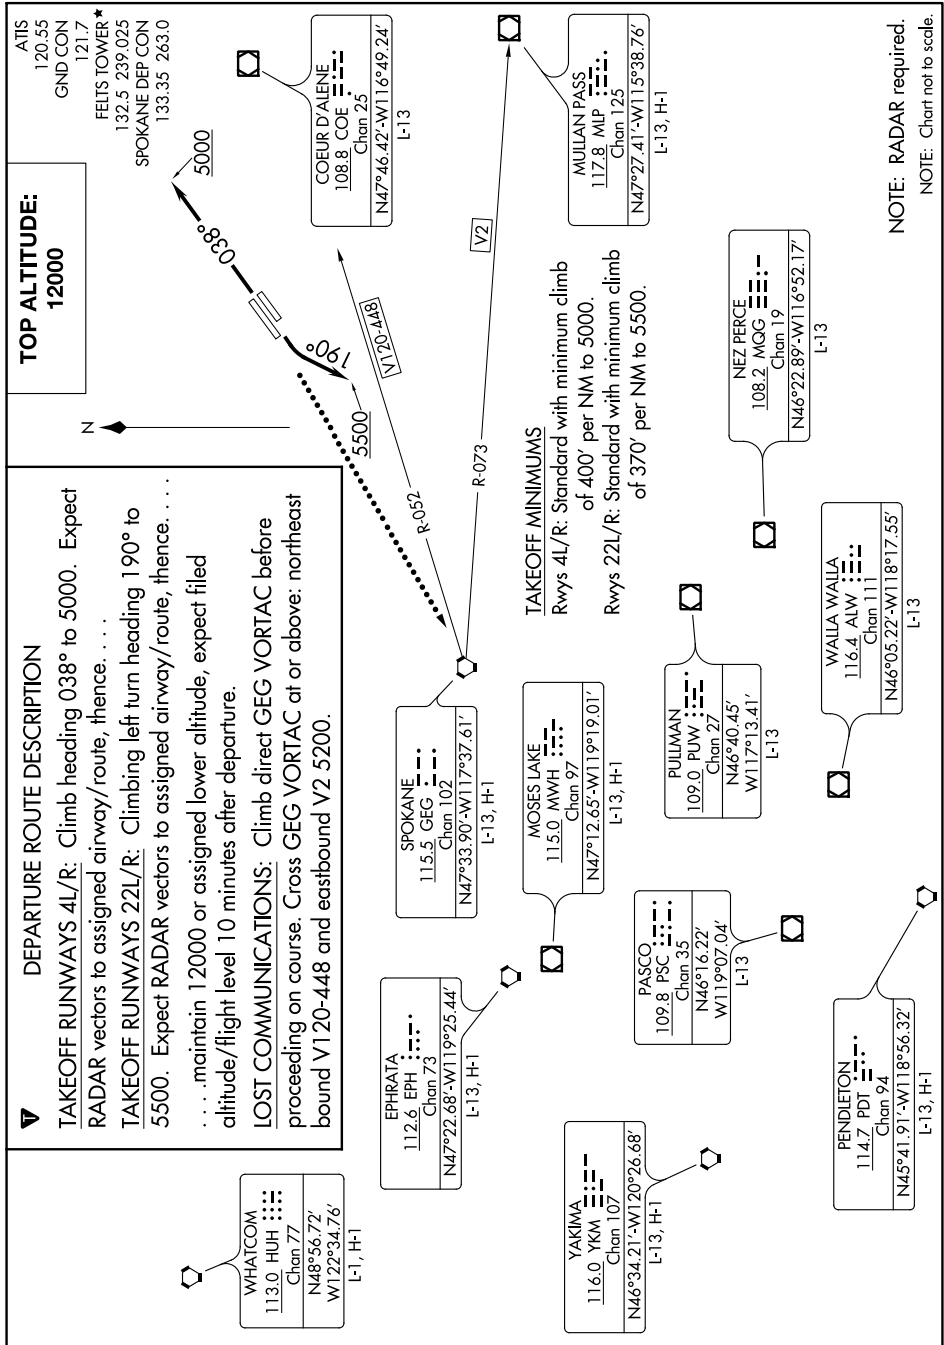 ATIS
120.55
GND CON
121.7
FELTS TOWER★
132.5 239.025
SPOKANE DEP CON
133.35 263.0
TOP ALTITUDE:
12000
DEPARTURE ROUTE DESCRIPTION
T
TAKEOFF RUNWAYS 4L/R: Climb heading 038° to 5000. Expect
RADAR vectors to assigned airway/route, thence. . . .
TAKEOFF RUNWAYS 22L/R: Climbing left turn heading 190° to
5500. Expect RADAR vectors to assigned airway/route, thence. . . .
. . . .maintain 12000 or assigned lower altitude, expect filed
altitude/flight level 10 minutes after departure.
LOST COMMUNICATIONS: Climb direct GEG VORTAC before
proceeding on course. Cross GEG VORTAC at or above: northeast
bound V120-448 and eastbound V2 5200.
N
5000
038°
190°
5500
V120-448
R-052
R-073
V2
COEUR D'ALENE
108.8 COE
Chan 25
N47°46.42'-W116°49.24'
L-13
MULLAN PASS
117.8 MLP
Chan 125
N47°27.41'-W115°38.76'
L-13, H-1
TAKEOFF MINIMUMS
Rwys 4L/R: Standard with minimum climb
of 400' per NM to 5000.
Rwys 22L/R: Standard with minimum climb
of 370' per NM to 5500.
SPOKANE
115.5 GEG
Chan 102
N47°33.90'-W117°37.61'
L-13, H-1
MOSES LAKE
115.0 MWH
Chan 97
N47°12.65'-W119°19.01'
L-13, H-1
EPHRATA
112.6 EPH
Chan 73
N47°22.68'-W119°25.44'
L-13, H-1
WHATCOM
113.0 HUH
Chan 77
N48°56.72'
W122°34.76'
L-1, H-1
YAKIMA
116.0 YKM
Chan 107
N46°34.21'-W120°26.68'
L-13, H-1
PASCO
109.8 PSC
Chan 35
N46°16.22'
W119°07.04'
L-13
PULLMAN
109.0 PUW
Chan 27
N46°40.45'
W117°13.41'
L-13
NEZ PERCE
108.2 MQG
Chan 19
N46°22.89'-W116°52.17'
L-13
WALLA WALLA
116.4 ALW
Chan 111
N46°05.22'-W118°17.55'
L-13
PENDLETON
114.7 PDT
Chan 94
N45°41.91'-W118°56.32'
L-13, H-1
NOTE: RADAR required.
NOTE: Chart not to scale.